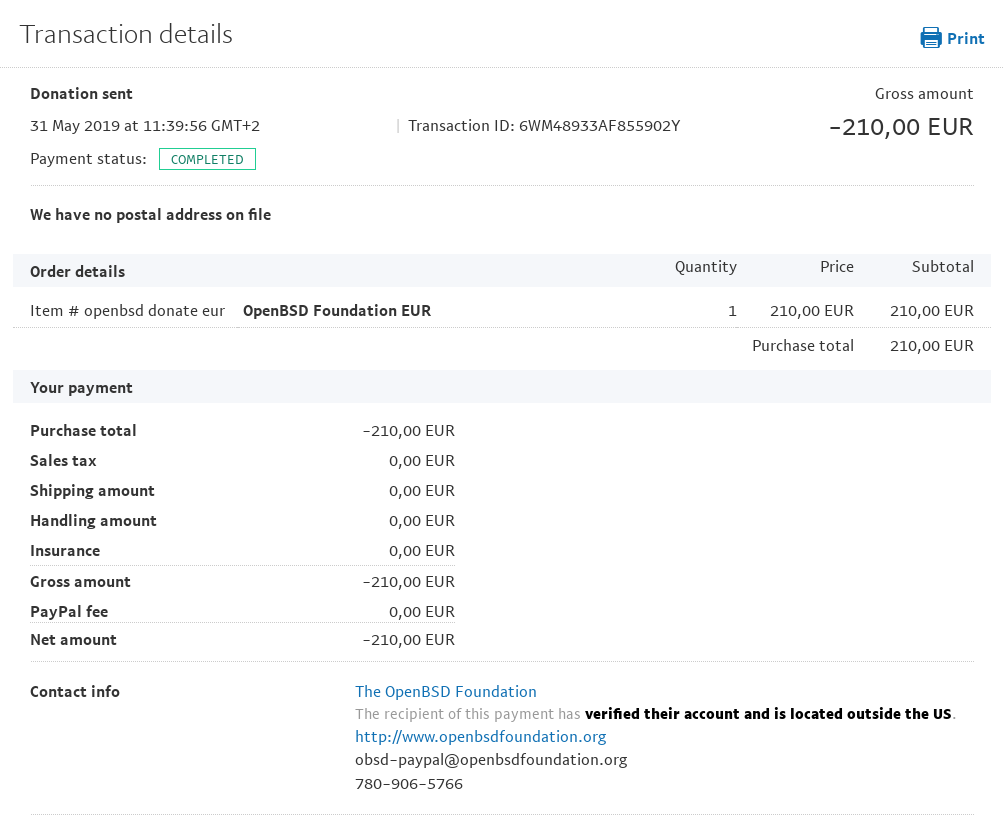 Transaction details
Print
Donation sent
Gross amount
31 May 2019 at 11:39:56 GMT+2 | Transaction ID: 6WM48933AF855902Y
-210,00 EUR
Payment status: COMPLETED
We have no postal address on file
Order details Quantity Price Subtotal
Item # openbsd donate eur OpenBSD Foundation EUR 1 210,00 EUR 210,00 EUR
Purchase total 210,00 EUR
Your payment
Purchase total -210,00 EUR
Sales tax 0,00 EUR
Shipping amount 0,00 EUR
Handling amount 0,00 EUR
Insurance 0,00 EUR
Gross amount -210,00 EUR
PayPal fee 0,00 EUR
Net amount -210,00 EUR
Contact info The OpenBSD Foundation
The recipient of this payment has verified their account and is located outside the US.
http://www.openbsdfoundation.org
obsd-paypal@openbsdfoundation.org
780-906-5766